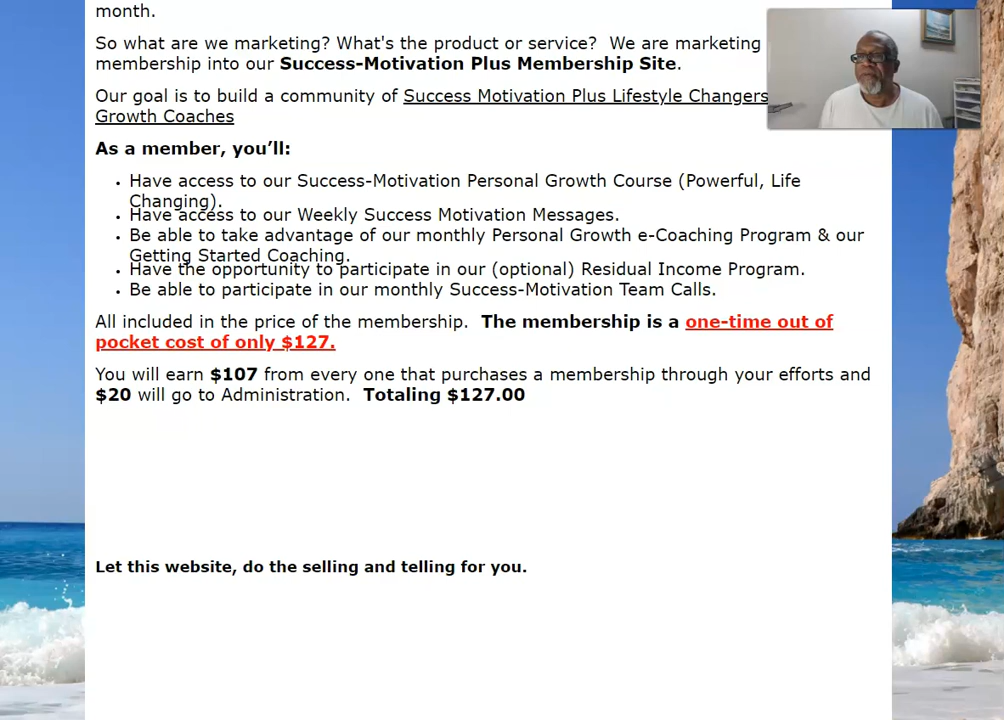 month.
So what are we marketing? What's the product or service?  We are marketing
membership into our Success-Motivation Plus Membership Site.
Our goal is to build a community of Success Motivation Plus Lifestyle Changers
Growth Coaches
As a member, you’ll:
• Have access to our Success-Motivation Personal Growth Course (Powerful, Life
Changing).
• Have access to our Weekly Success Motivation Messages.
• Be able to take advantage of our monthly Personal Growth e-Coaching Program & our
Getting Started Coaching.
• Have the opportunity to participate in our (optional) Residual Income Program.
• Be able to participate in our monthly Success-Motivation Team Calls.
All included in the price of the membership.  The membership is a one-time out of
pocket cost of only $127.
You will earn $107 from every one that purchases a membership through your efforts and
$20 will go to Administration.  Totaling $127.00
Let this website, do the selling and telling for you.